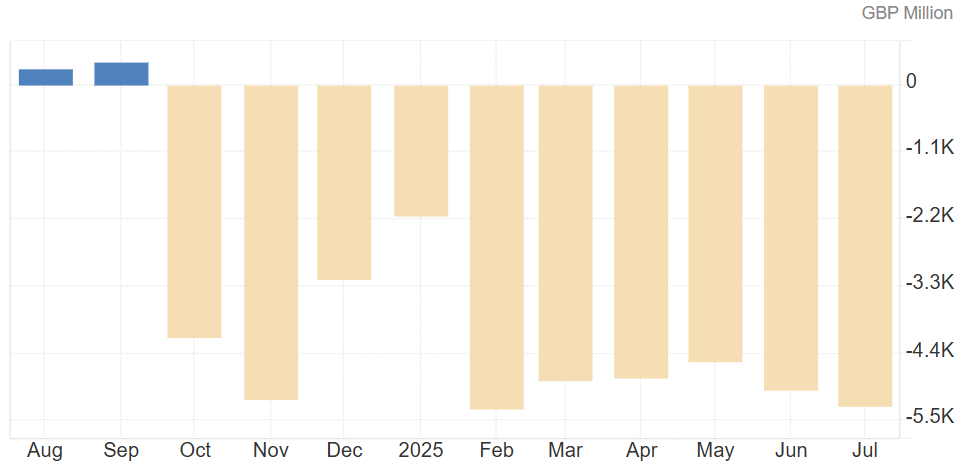 GBP Million
0
-1.1K
-2.2K
-3.3K
-4.4K
-5.5K
Aug Sep Oct Nov Dec 2025 Feb Mar Apr May Jun Jul